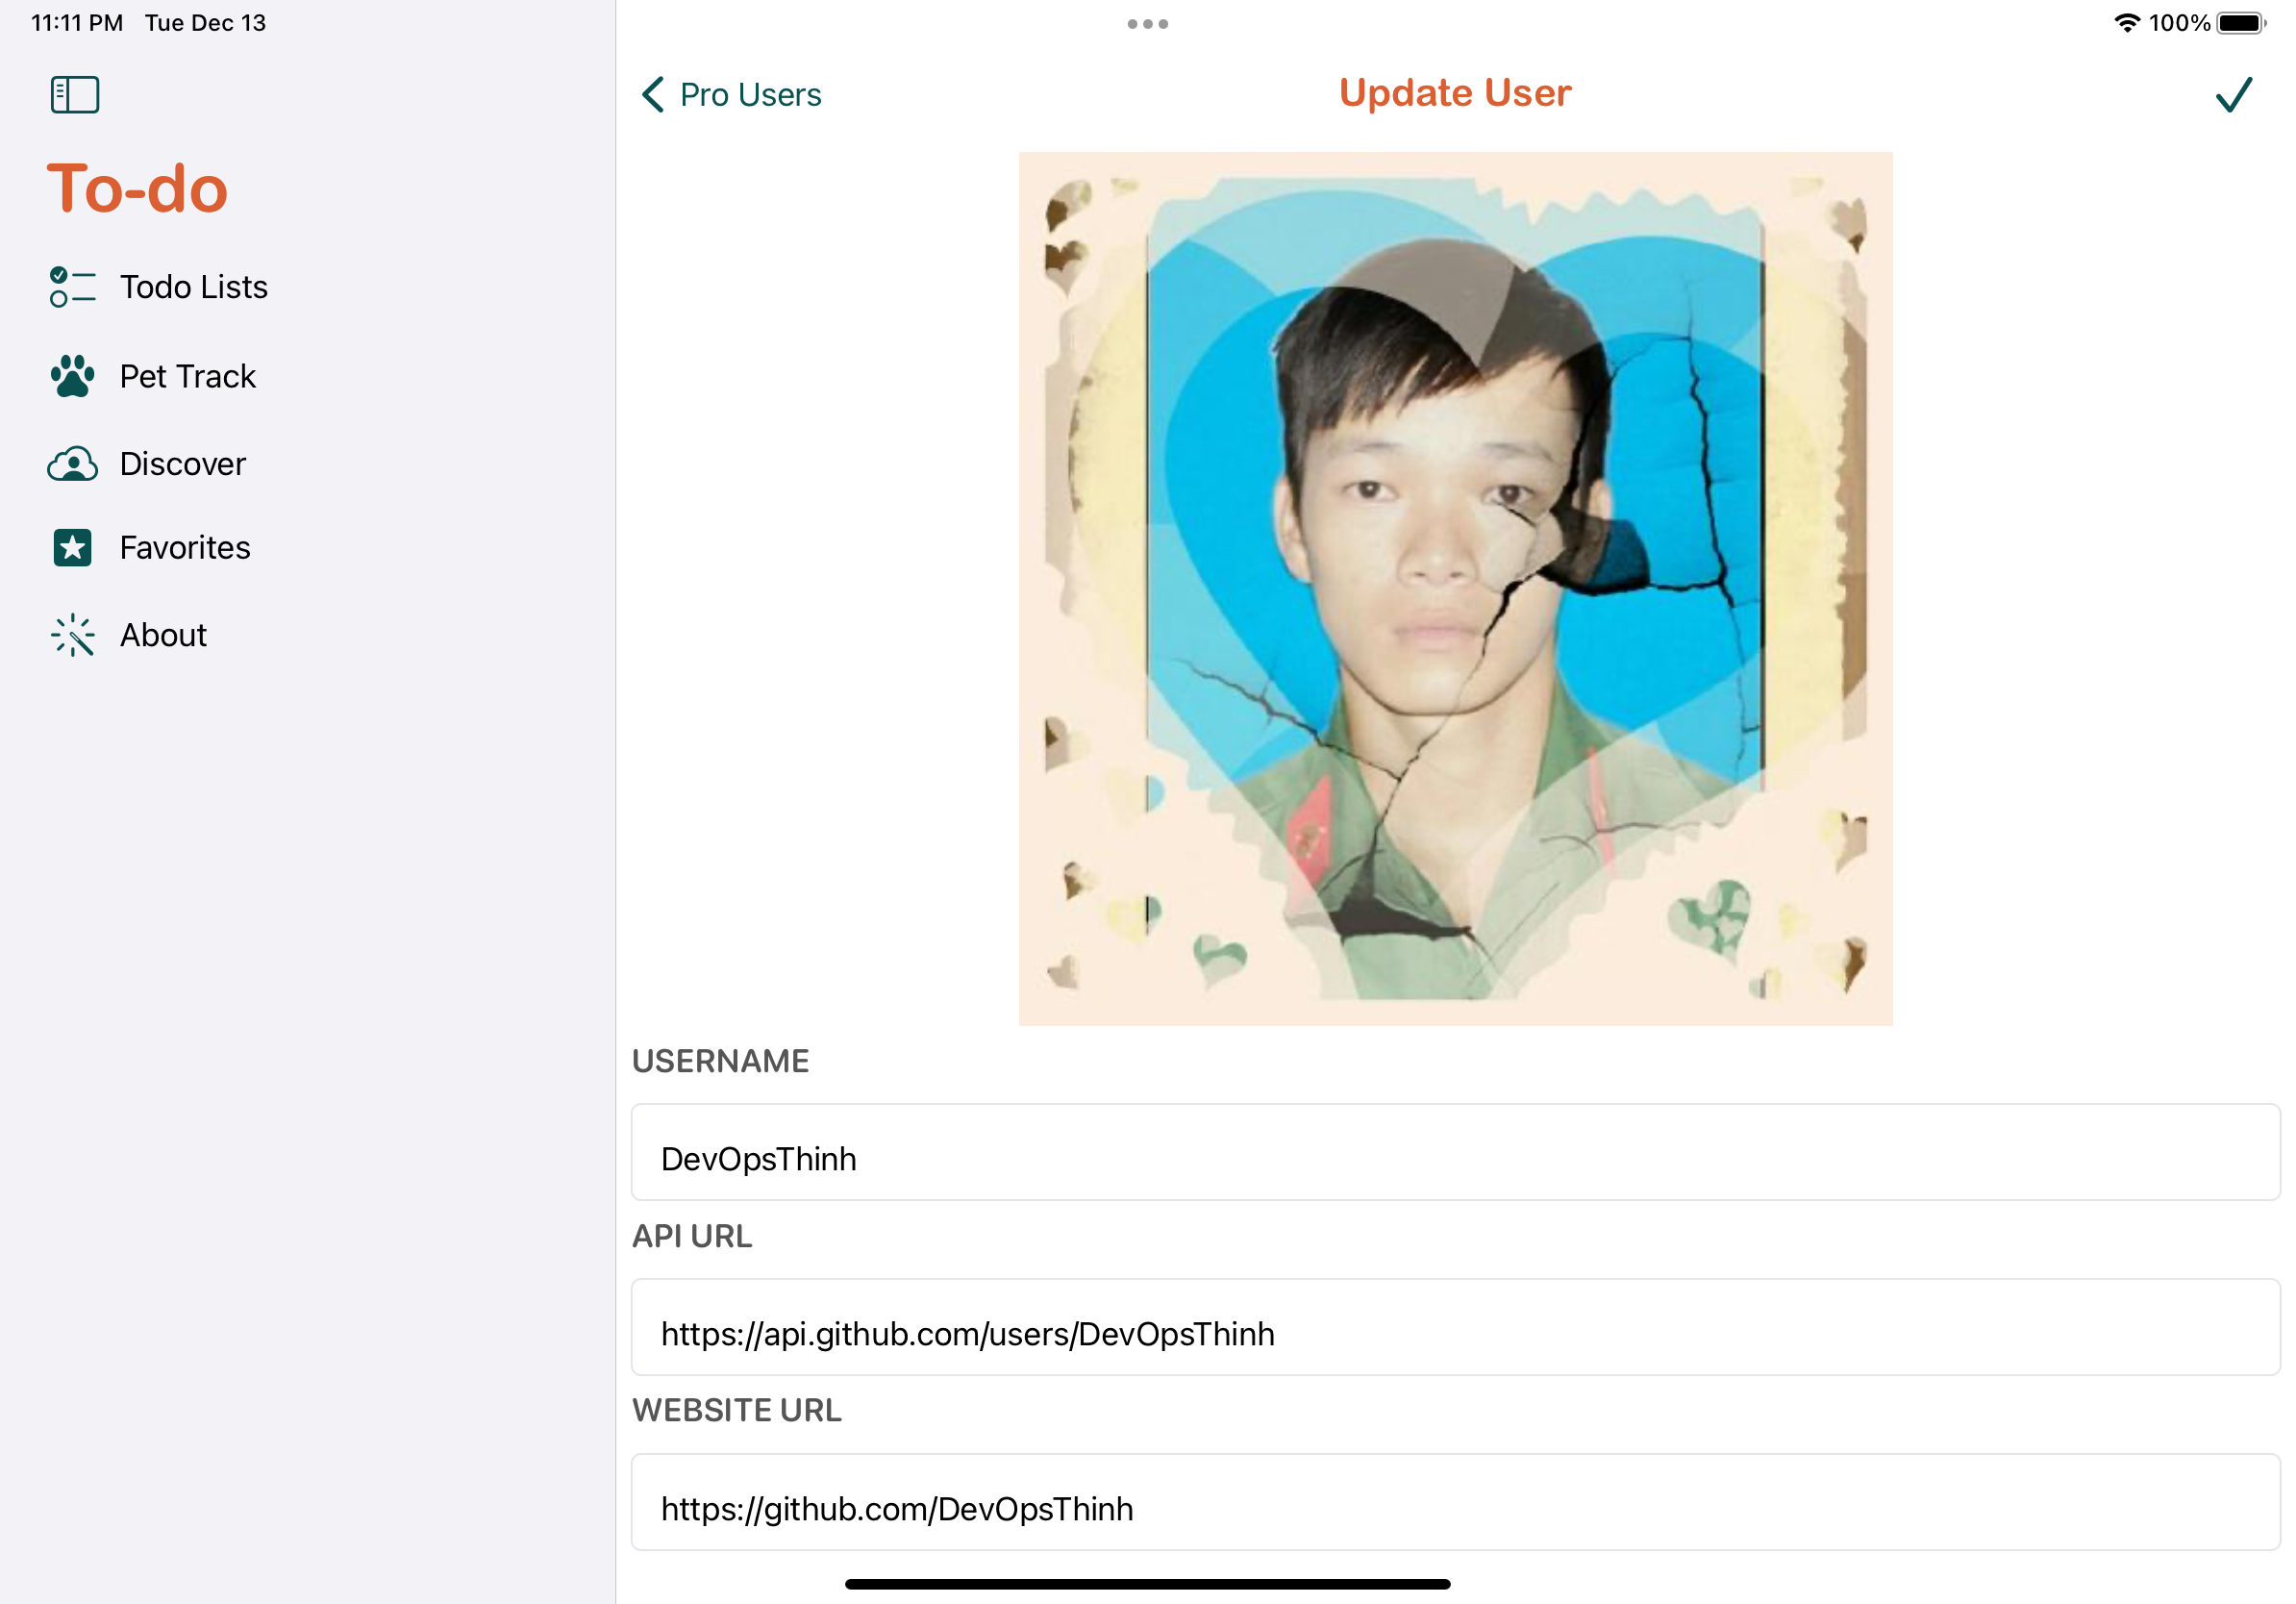 11:11 PM Tue Dec 13
100%
To-do
Todo Lists
Pet Track
Discover
Favorites
About
Pro Users
Update User
USERNAME
DevOpsThinh
API URL
https://api.github.com/users/DevOpsThinh
WEBSITE URL
https://github.com/DevOpsThinh